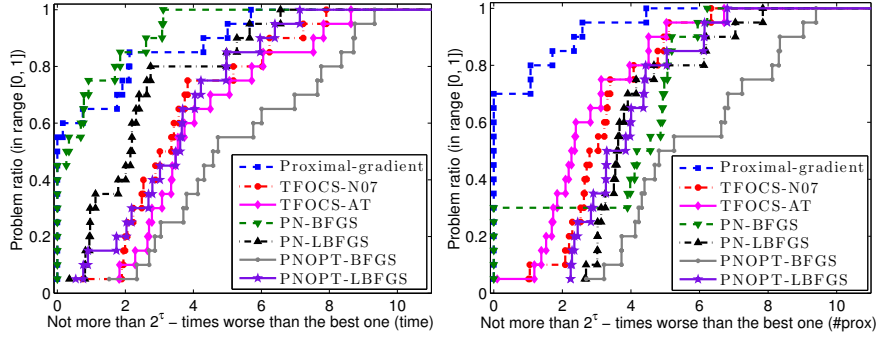 Problem ratio (in range [0, 1])
1
0.8
0.6
0.4
0.2
0
0 2 4 6 8 10
Not more than 2^τ − times worse than the best one (time)
Proximal-gradient
TFOCS-N07
TFOCS-AT
PN-BFGS
PN-LBFGS
PNOPT-BFGS
PNOPT-LBFGS
Problem ratio (in range [0, 1])
1
0.8
0.6
0.4
0.2
0
0 2 4 6 8 10
Not more than 2^τ − times worse than the best one (#prox)
Proximal-gradient
TFOCS-N07
TFOCS-AT
PN-BFGS
PN-LBFGS
PNOPT-BFGS
PNOPT-LBFGS